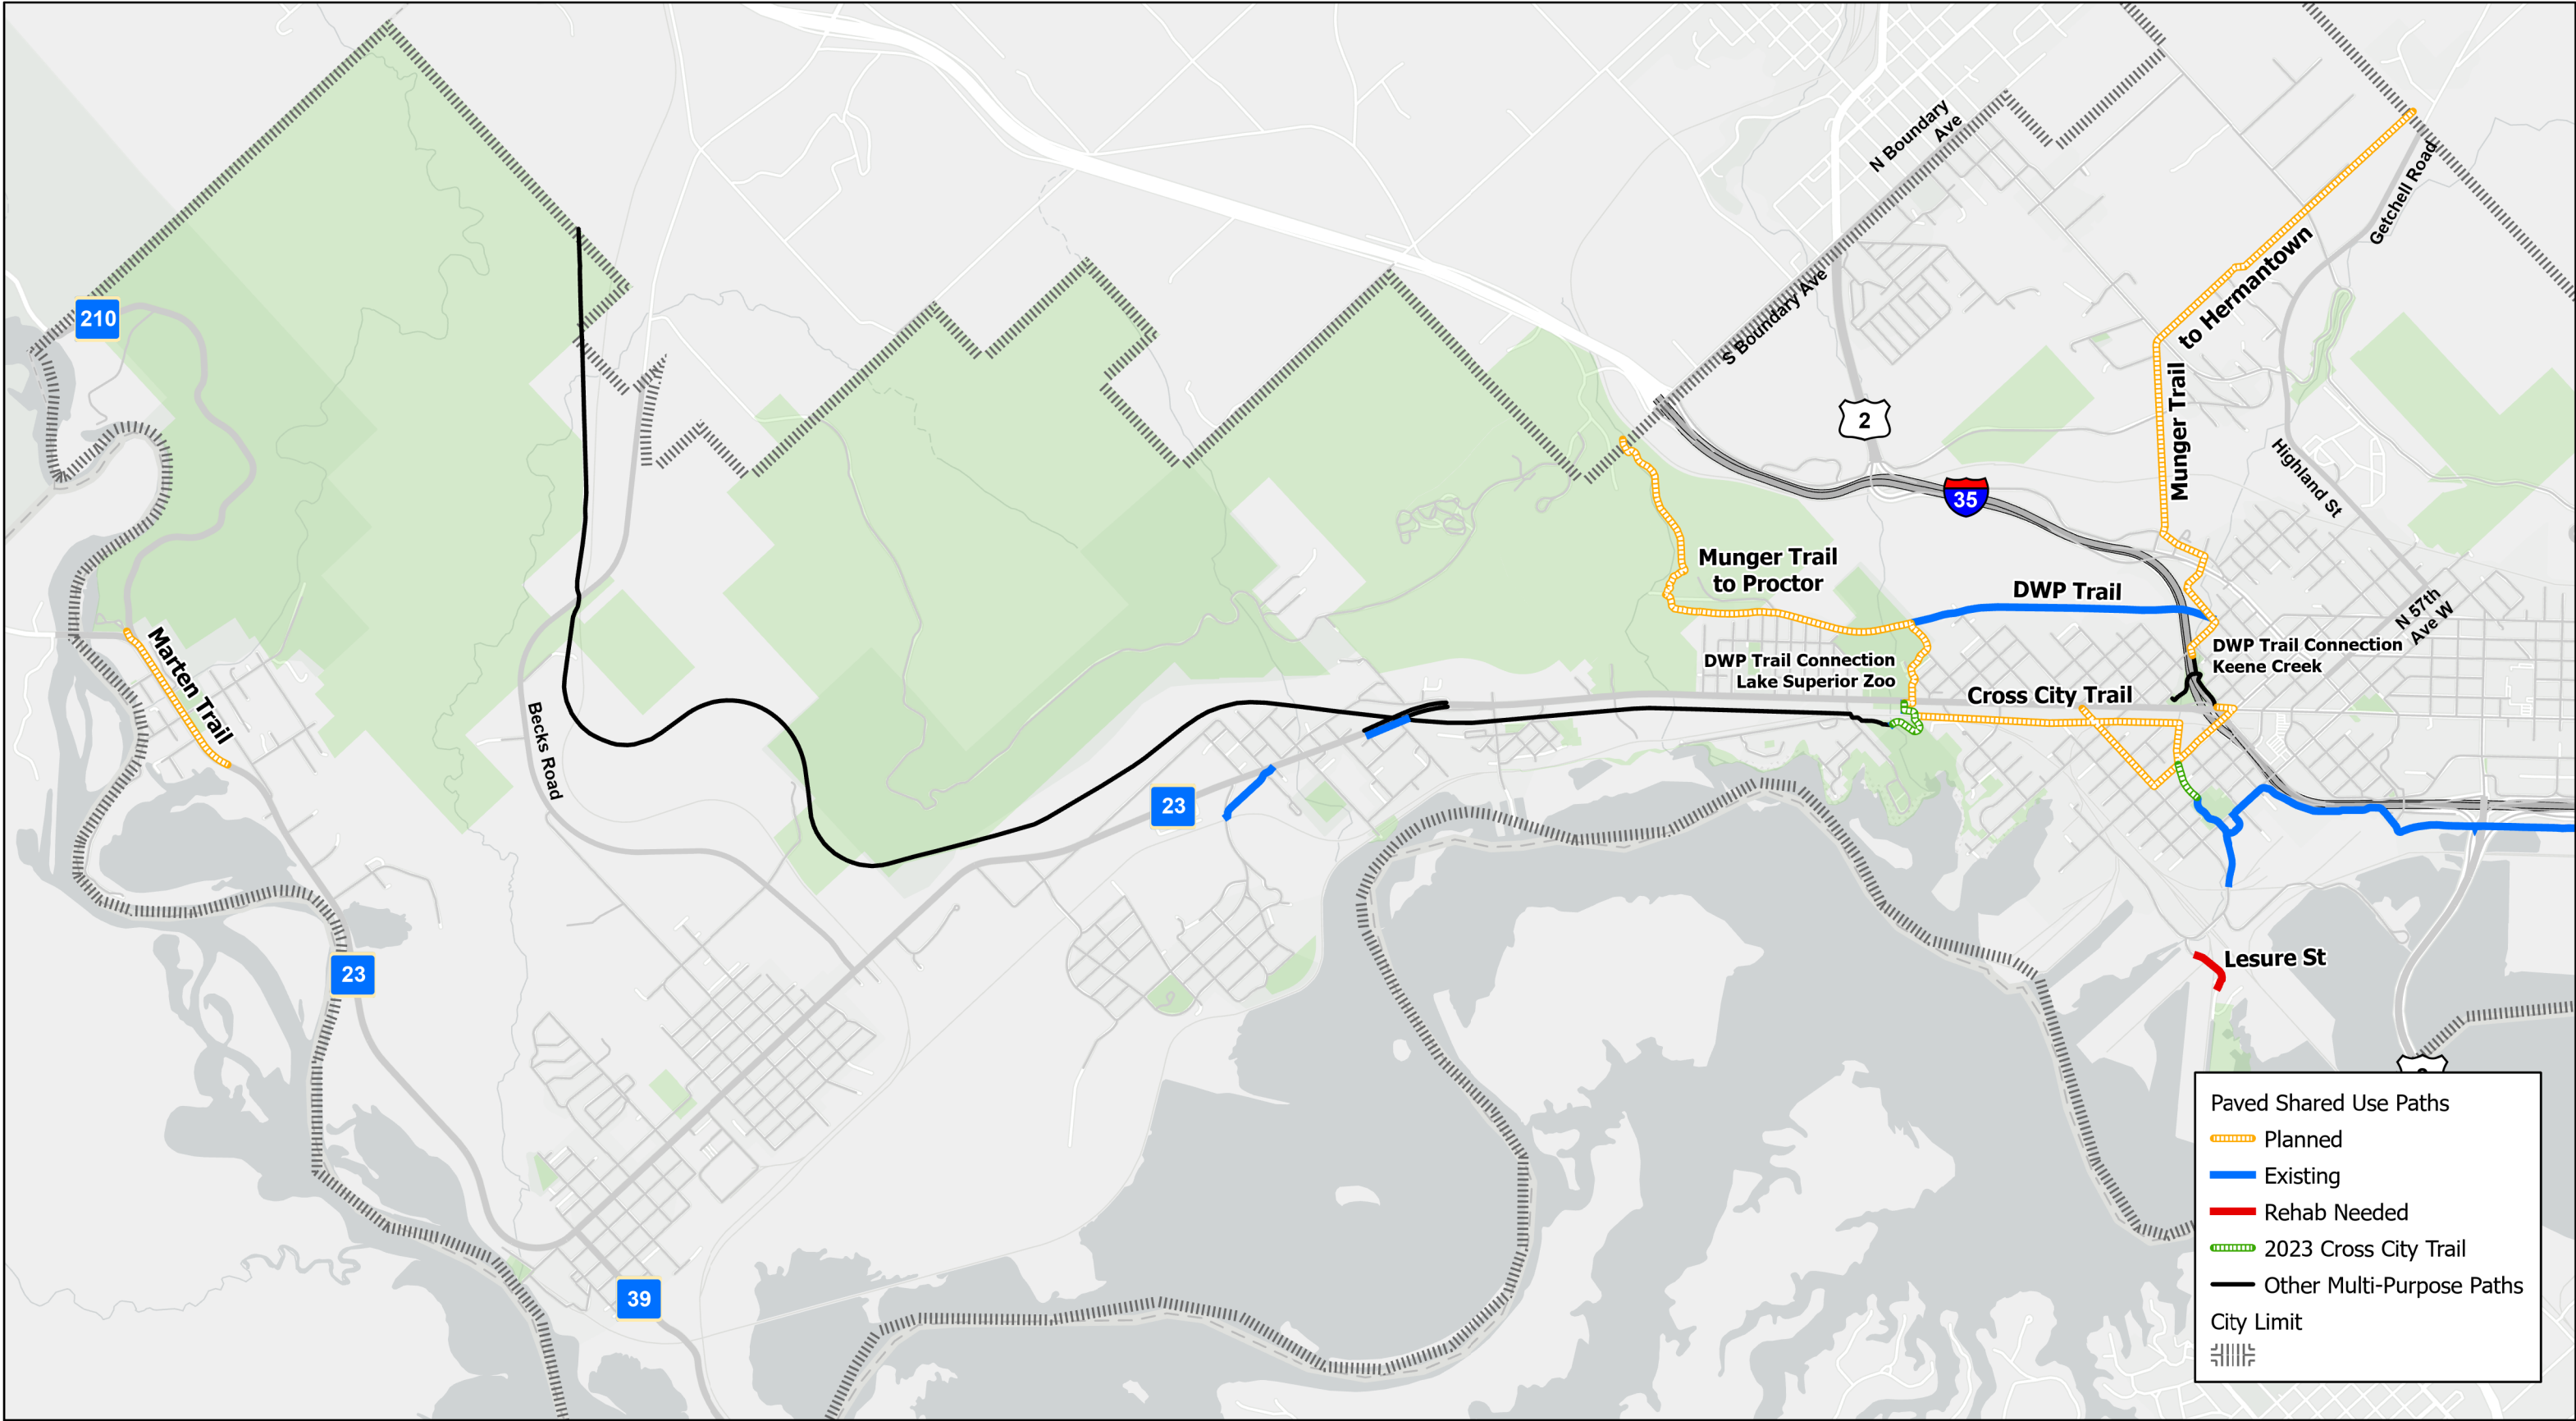 N Boundary
Ave
Getchell Road
to Hermantown
210
S Boundary Ave
Munger Trail
2
Highland St
35
Munger Trail
to Proctor
DWP Trail
N 57th
Ave W
DWP Trail Connection
Keene Creek
Marten Trail
DWP Trail Connection
Lake Superior Zoo
Cross City Trail
Becks Road
23
Lesure St
23
39
Paved Shared Use Paths
Planned
Existing
Rehab Needed
2023 Cross City Trail
Other Multi-Purpose Paths
City Limit